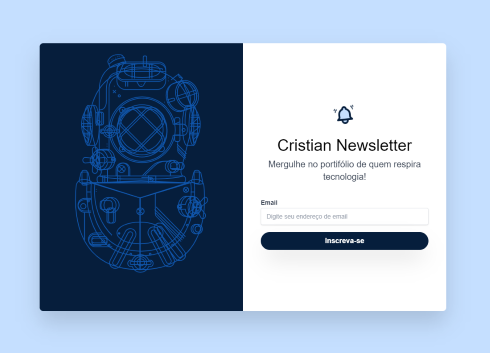 Cristian Newsletter
Mergulhe no portifólio de quem respira
tecnologia!
Email
Digite seu endereço de email
Inscreva-se